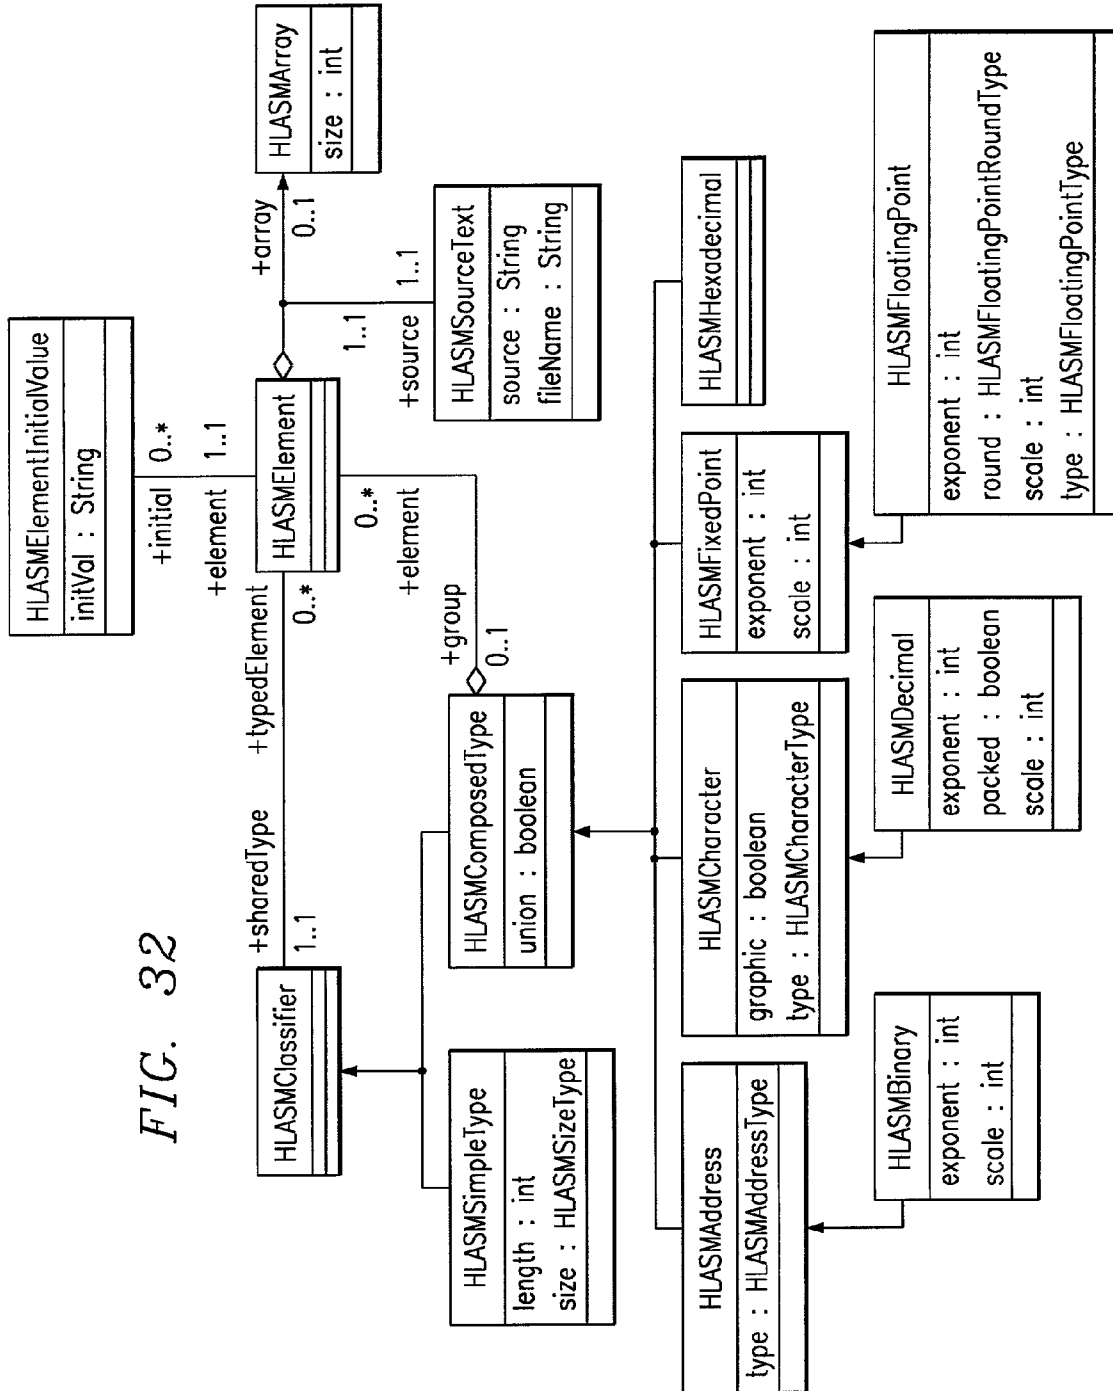 FIG. 32
HLASMElementInitialValue
initVal : String
+initial 0..*
+element 1..1
HLASMClassifier
+sharedType
1..1
+typedElement
0..*
HLASMElement
+array
0..1
HLASMArray
size : int
1..1
+source 1..1
HLASMSourceText
source : String
fileName : String
0..*
+element
+group
0..1
HLASMSimpleType
length : int
size : HLASMSizeType
HLASMComposedType
union : boolean
HLASMAddress
type : HLASMAddressType
HLASMCharacter
graphic : boolean
type : HLASMCharacterType
HLASMFixedPoint
exponent : int
scale : int
HLASMHexadecimal
HLASMBinary
exponent : int
scale : int
HLASMDecimal
exponent : int
packed : boolean
scale : int
HLASMFloatingPoint
exponent : int
round : HLASMFloatingPointRoundType
scale : int
type : HLASMFloatingPointType